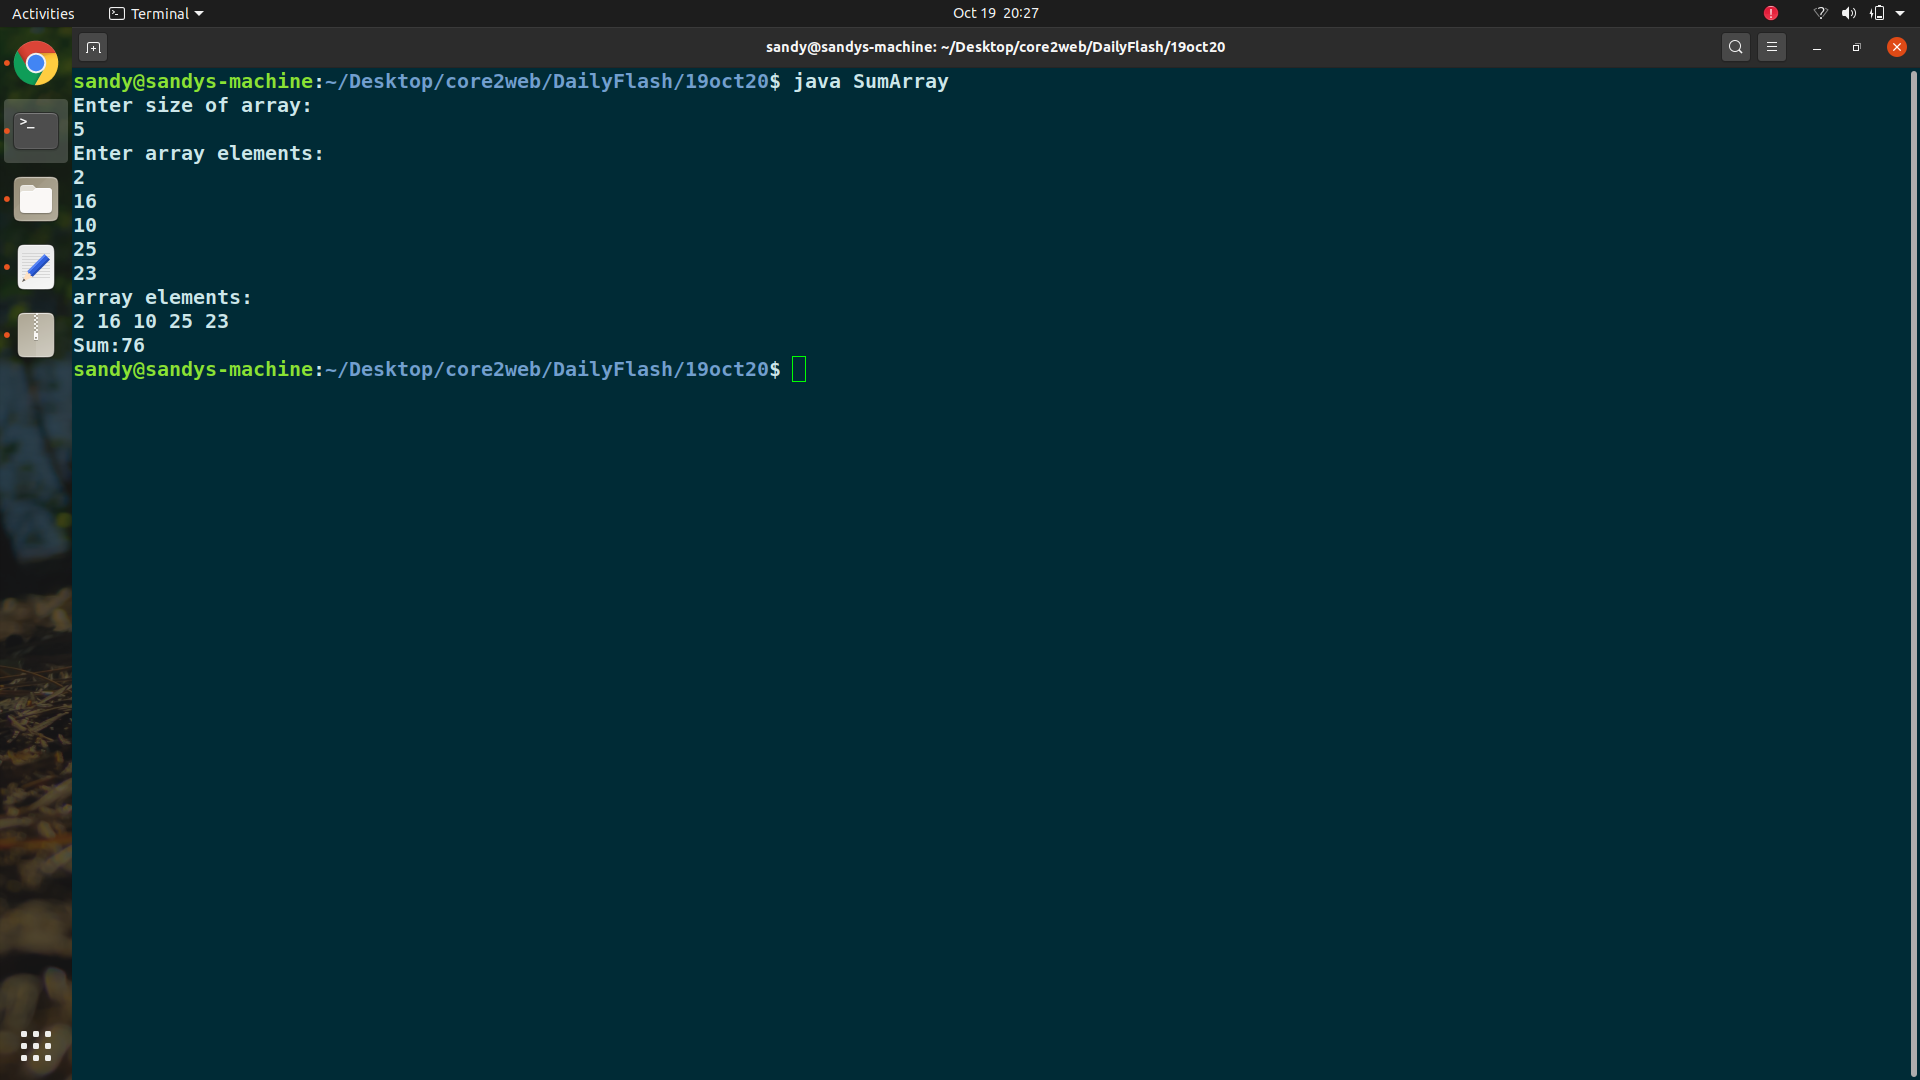 Activities Terminal Oct 19 20:27
sandy@sandys-machine: ~/Desktop/core2web/DailyFlash/19oct20
sandy@sandys-machine:~/Desktop/core2web/DailyFlash/19oct20$ java SumArray
Enter size of array:
5
Enter array elements:
2
16
10
25
23
array elements:
2 16 10 25 23
Sum:76
sandy@sandys-machine:~/Desktop/core2web/DailyFlash/19oct20$